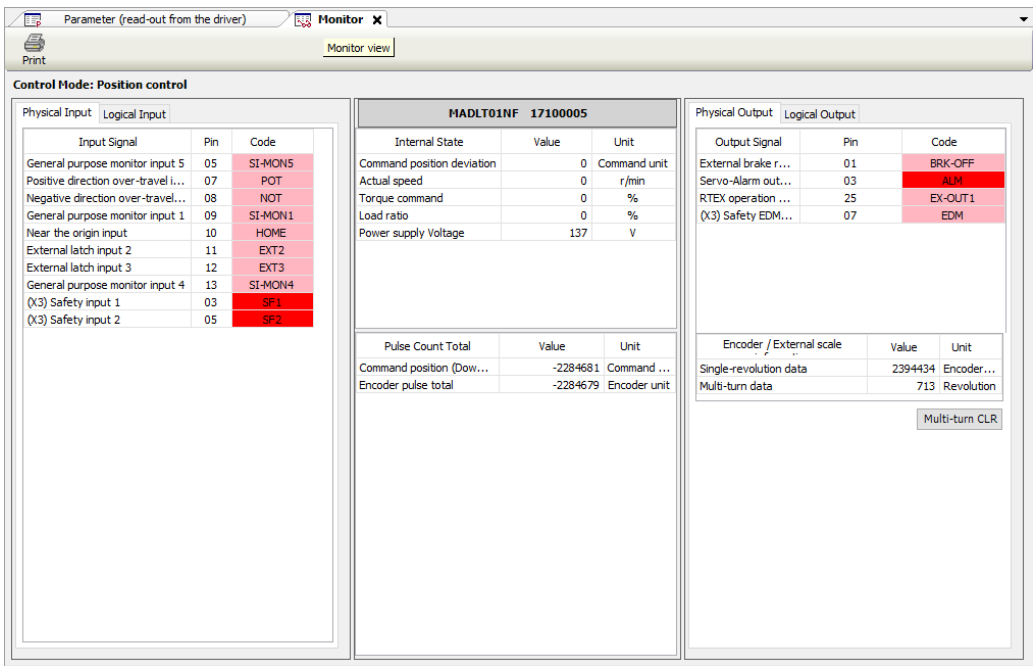 Parameter (read-out from the driver)
Monitor
Print
Monitor view
Control Mode: Position control
Physical Input
Logical Input
Input Signal Pin Code
General purpose monitor input 5 05 SI-MON5
Positive direction over-travel i... 07 POT
Negative direction over-travel... 08 NOT
General purpose monitor input 1 09 SI-MON1
Near the origin input 10 HOME
External latch input 2 11 EXT2
External latch input 3 12 EXT3
General purpose monitor input 4 13 SI-MON4
(X3) Safety input 1 03 SF1
(X3) Safety input 2 05 SF2
MADLT01NF 17100005
Internal State Value Unit
Command position deviation 0 Command unit
Actual speed 0 r/min
Torque command 0 %
Load ratio 0 %
Power supply Voltage 137 V
Pulse Count Total Value Unit
Command position (Dow... -2284681 Command ...
Encoder pulse total -2284679 Encoder unit
Physical Output
Logical Output
Output Signal Pin Code
External brake r... 01 BRK-OFF
Servo-Alarm out... 03 ALM
RTEX operation ... 25 EX-OUT1
(X3) Safety EDM... 07 EDM
Encoder / External scale Value Unit
Single-revolution data 2394434 Encoder...
Multi-turn data 713 Revolution
Multi-turn CLR